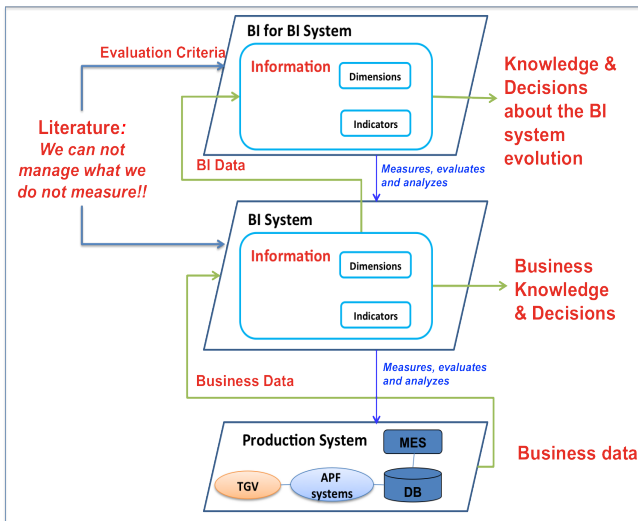 BI for BI System
Evaluation Criteria
Information
Dimensions
Indicators
Knowledge &
Decisions
about the BI
system
evolution
Literature:
We can not
manage what we
do not measure!!
BI Data
Measures, evaluates
and analyzes
BI System
Information
Dimensions
Indicators
Business
Knowledge
& Decisions
Business Data
Measures, evaluates
and analyzes
Production System
MES
TGV
APF
systems
DB
Business data